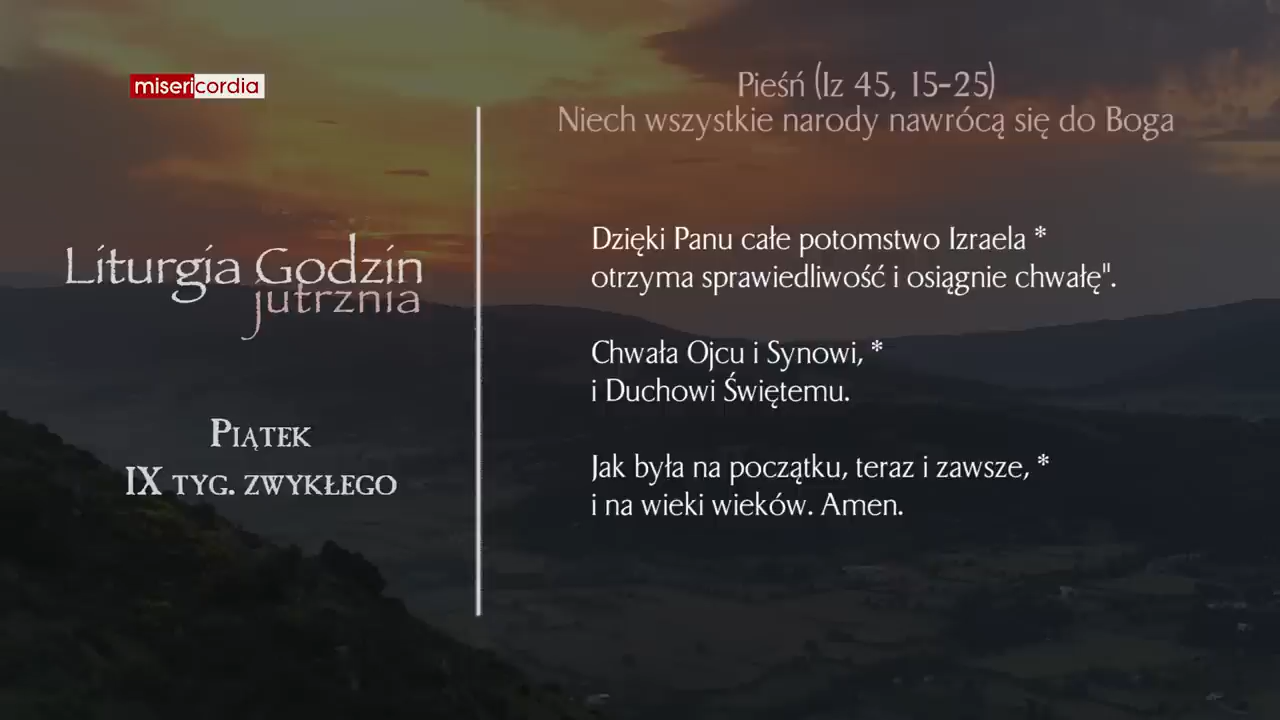 misericordia
Pieśń (Iz 45, 15-25)
Niech wszystkie narody nawrócą się do Boga
Liturgia Godzin
jutrznia
Piątek
IX tyg. zwykłego
Dzięki Panu całe potomstwo Izraela *
otrzyma sprawiedliwość i osiągnie chwałę".
Chwała Ojcu i Synowi, *
i Duchowi Świętemu.
Jak była na początku, teraz i zawsze, *
i na wieki wieków. Amen.